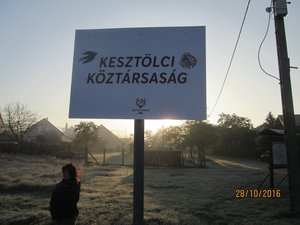 KESZTÖLCI
KÖZTÁRSASÁG
28/10/2016